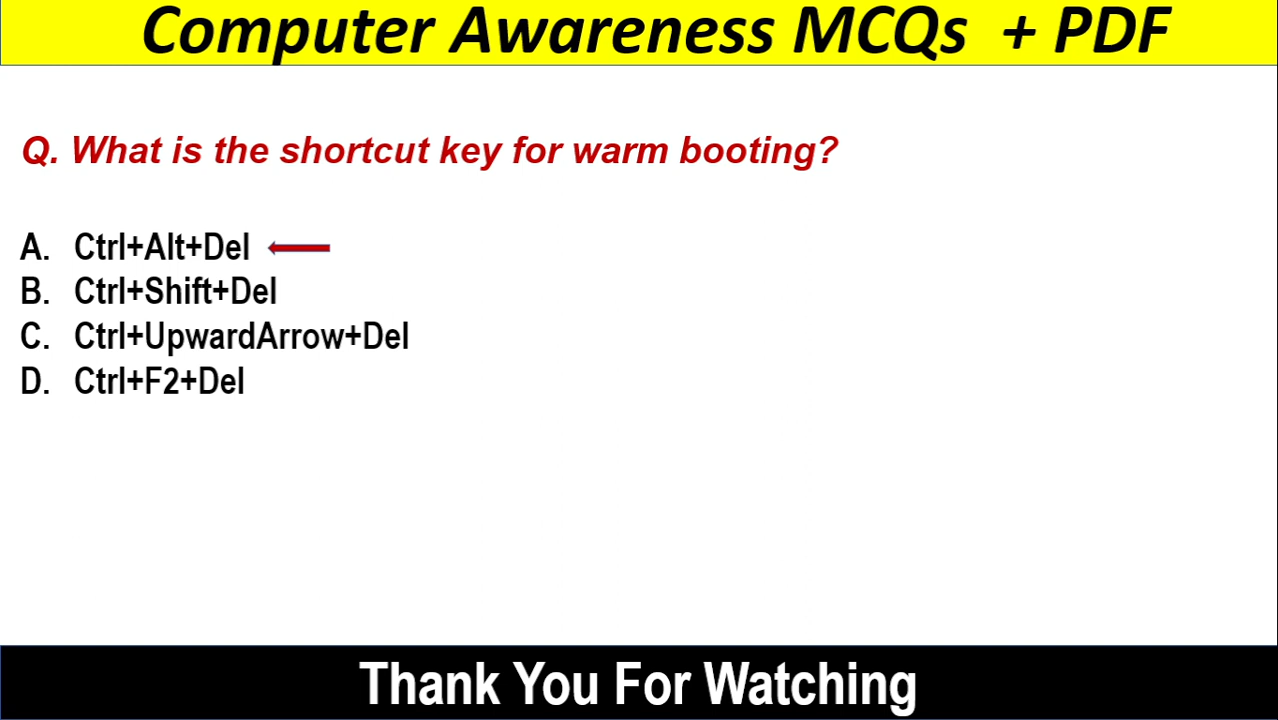 Computer Awareness MCQs + PDF
Q. What is the shortcut key for warm booting?
A. Ctrl+Alt+Del
B. Ctrl+Shift+Del
C. Ctrl+UpwardArrow+Del
D. Ctrl+F2+Del
Thank You For Watching